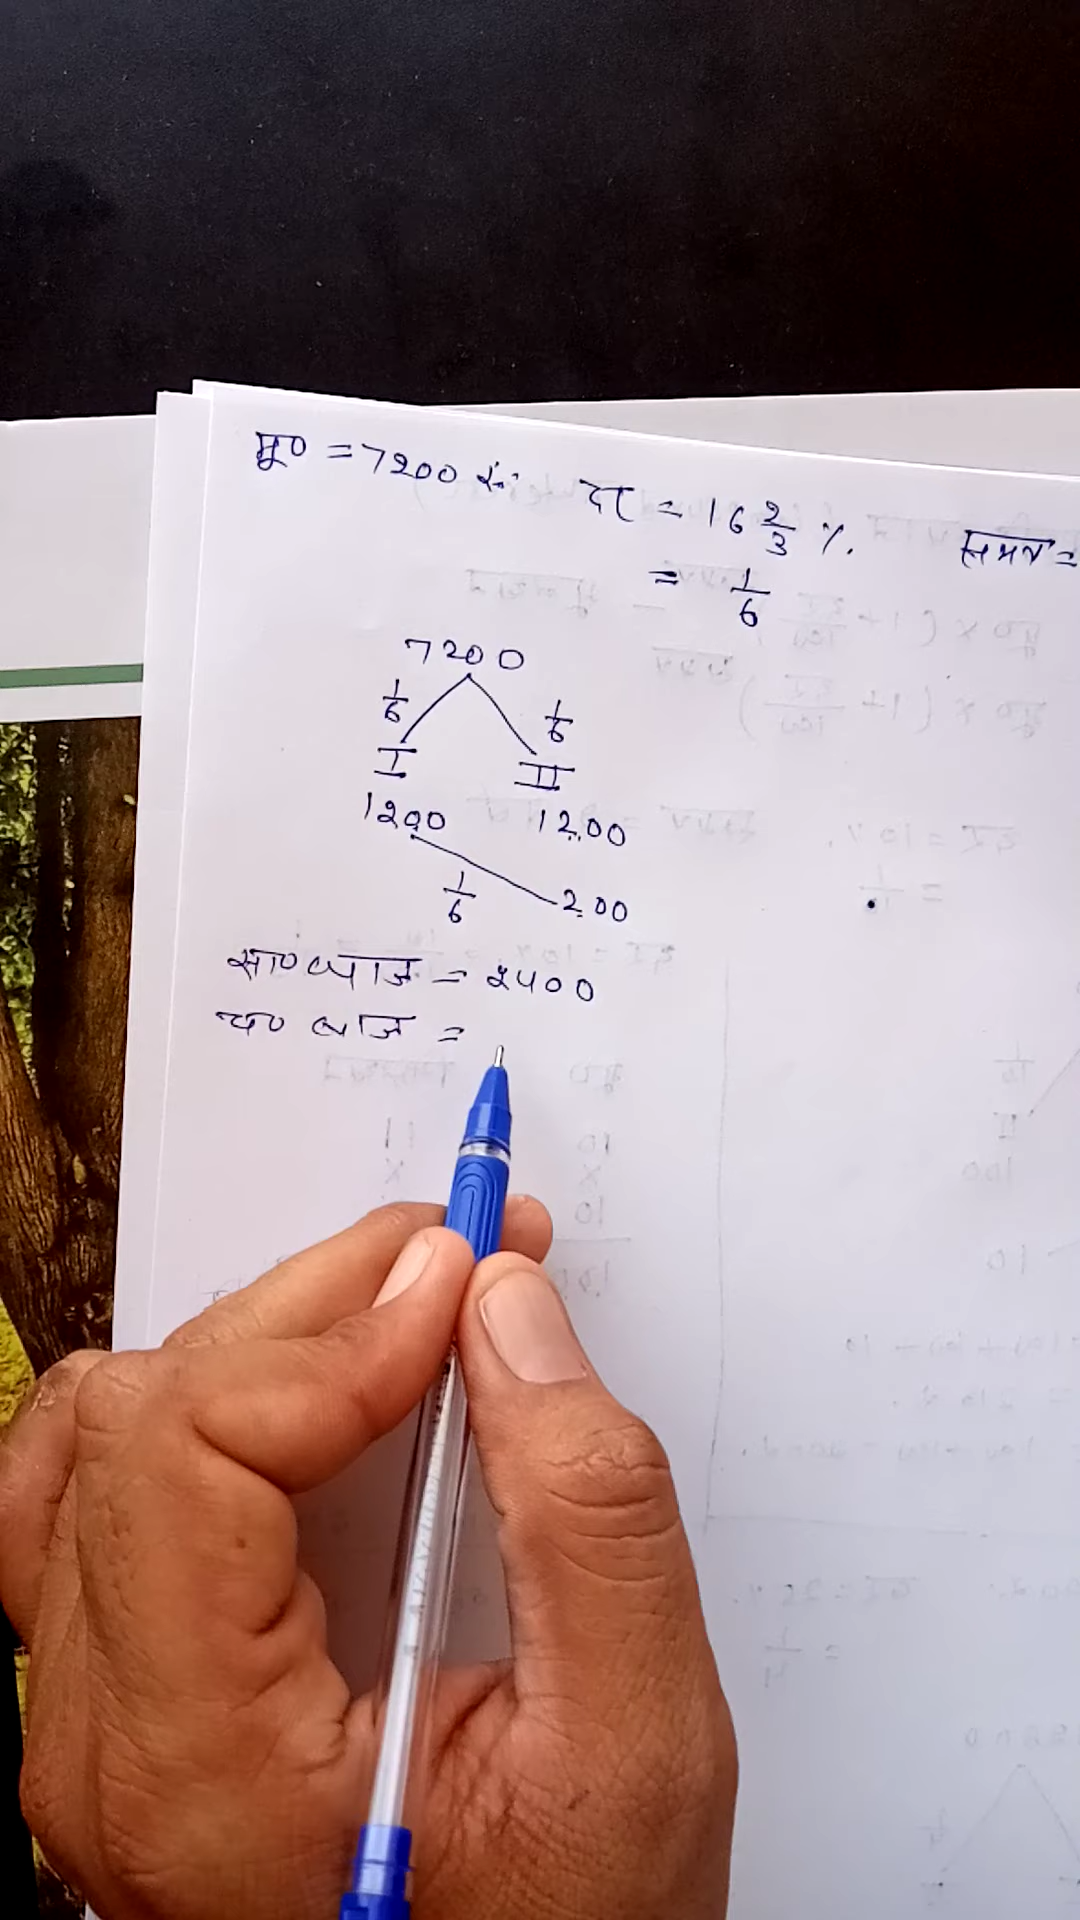 मू० = 7200 रु० दर = 16 2/3 %. समय =
= 1/6
7200
1/6 1/6
I II
1200 1200
1/6 200
सा० ब्याज = 2400
च० ब्याज =